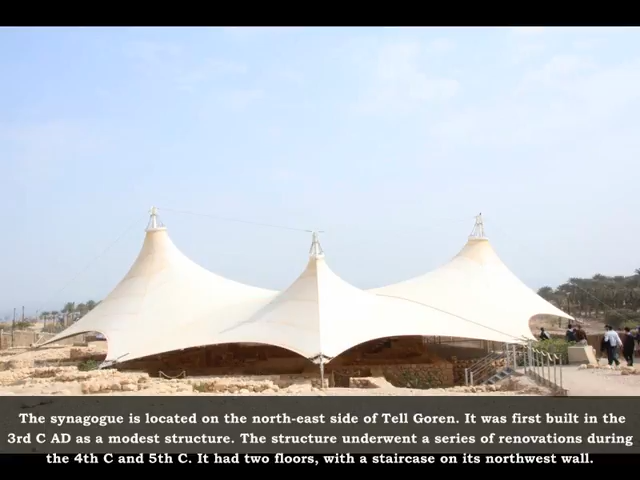 The synagogue is located on the north-east side of Tell Goren. It was first built in the
3rd C AD as a modest structure. The structure underwent a series of renovations during
the 4th C and 5th C. It had two floors, with a staircase on its northwest wall.